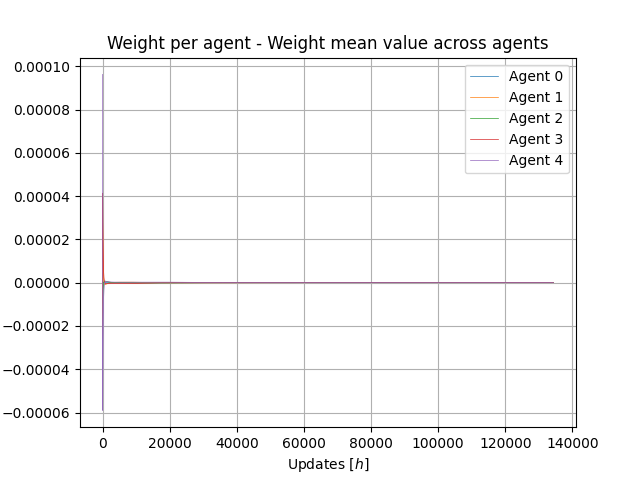 Weight per agent - Weight mean value across agents
0.00010
0.00008
0.00006
0.00004
0.00002
0.00000
−0.00002
−0.00004
−0.00006
Agent 0
Agent 1
Agent 2
Agent 3
Agent 4
0 20000 40000 60000 80000 100000 120000 140000
Updates [h]